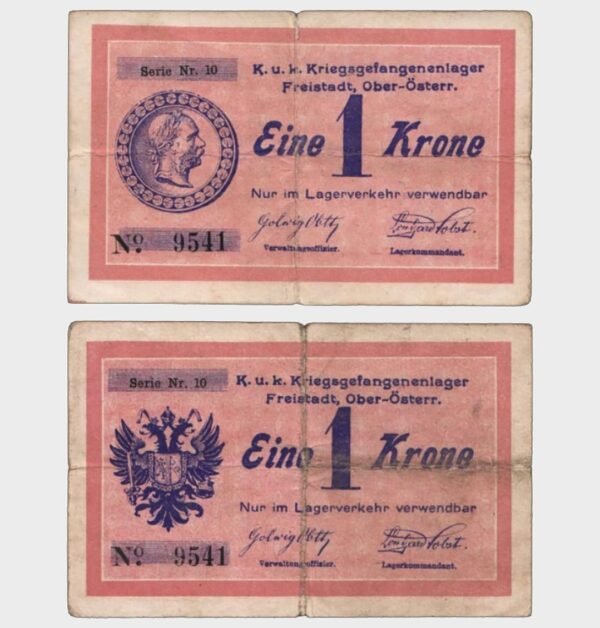 Serie Nr. 10
K. u. k. Kriegsgefangenenlager
Freistadt, Ober-Österr.
Eine 1 Krone
Nur im Lagerverkehr verwendbar
No. 9541
Verwaltungsoffizier.
Lagerkommandant.
Serie Nr. 10
K. u. k. Kriegsgefangenenlager
Freistadt, Ober-Österr.
Eine 1 Krone
Nur im Lagerverkehr verwendbar
No. 9541
Verwaltungsoffizier.
Lagerkommandant.